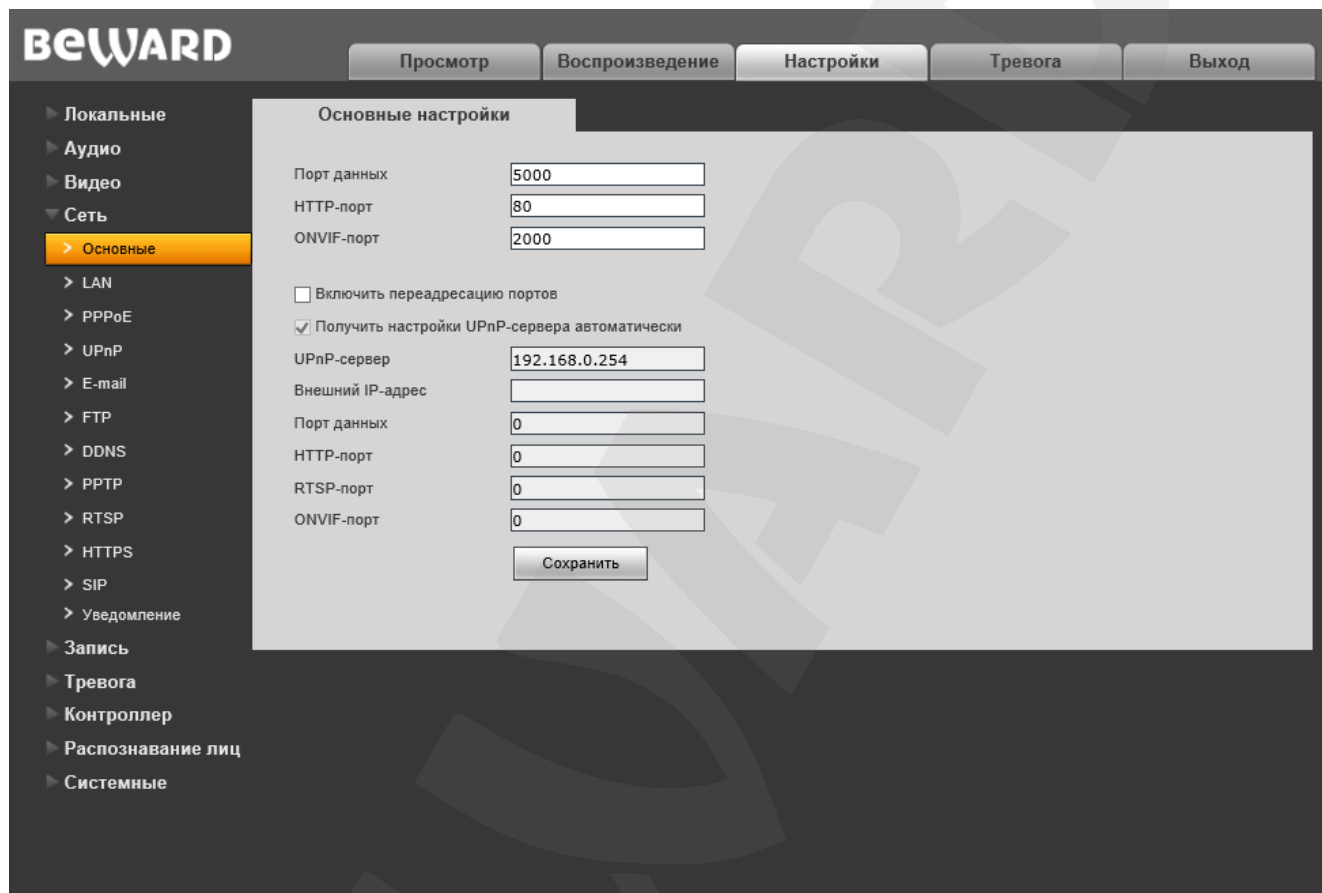 BEWARD
Просмотр
Воспроизведение
Настройки
Тревога
Выход
Локальные
Аудио
Видео
Сеть
Основные
LAN
PPPoE
UPnP
E-mail
FTP
DDNS
PPTP
RTSP
HTTPS
SIP
Уведомление
Запись
Тревога
Контроллер
Распознавание лиц
Системные
Основные настройки
Порт данных 5000
HTTP-порт 80
ONVIF-порт 2000
Включить переадресацию портов
Получить настройки UPnP-сервера автоматически
UPnP-сервер 192.168.0.254
Внешний IP-адрес
Порт данных 0
HTTP-порт 0
RTSP-порт 0
ONVIF-порт 0
Сохранить